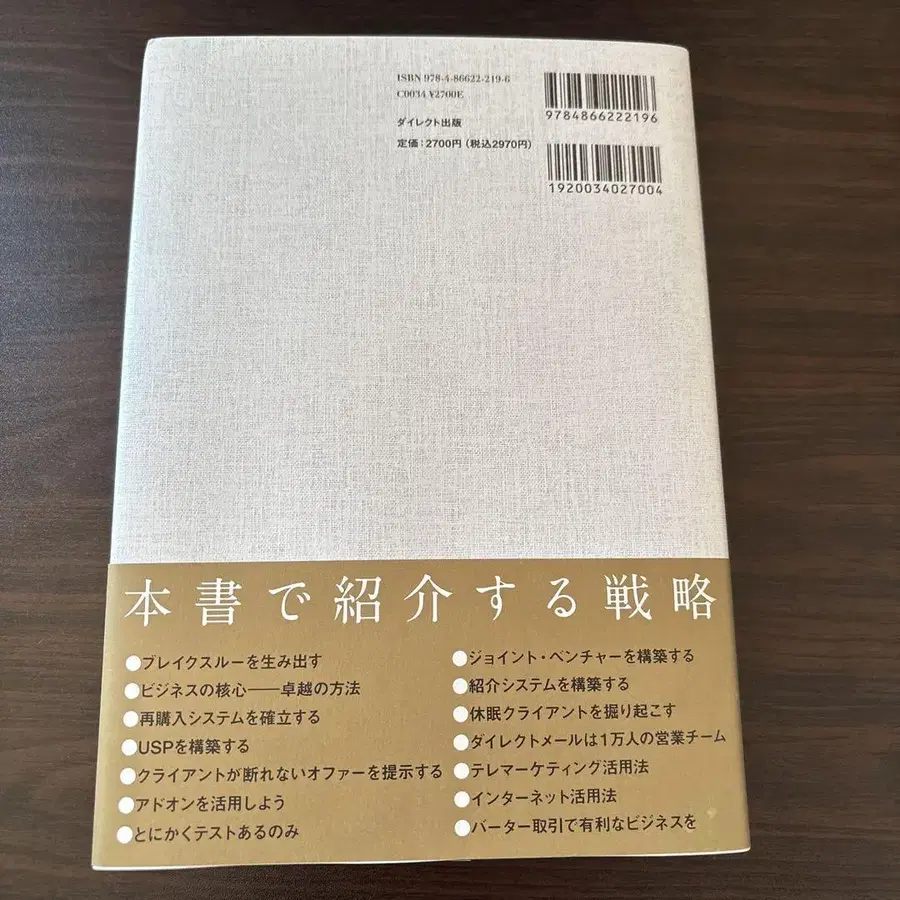 ISBN 978-4-86622-219-6
C0034 ¥2700E
ダイレクト出版
定価：2700円（税込2970円）
9784866222196
1920034027004
本書で紹介する戦略
●ブレイクスルーを生み出す
●ビジネスの核心――卓越の方法
●再購入システムを確立する
●USPを構築する
●クライアントが断れないオファーを提示する
●アドオンを活用しよう
●とにかくテストあるのみ
●ジョイント・ベンチャーを構築する
●紹介システムを構築する
●休眠クライアントを掘り起こす
●ダイレクトメールは1万人の営業チーム
●テレマーケティング活用法
●インターネット活用法
●バーター取引で有利なビジネスを